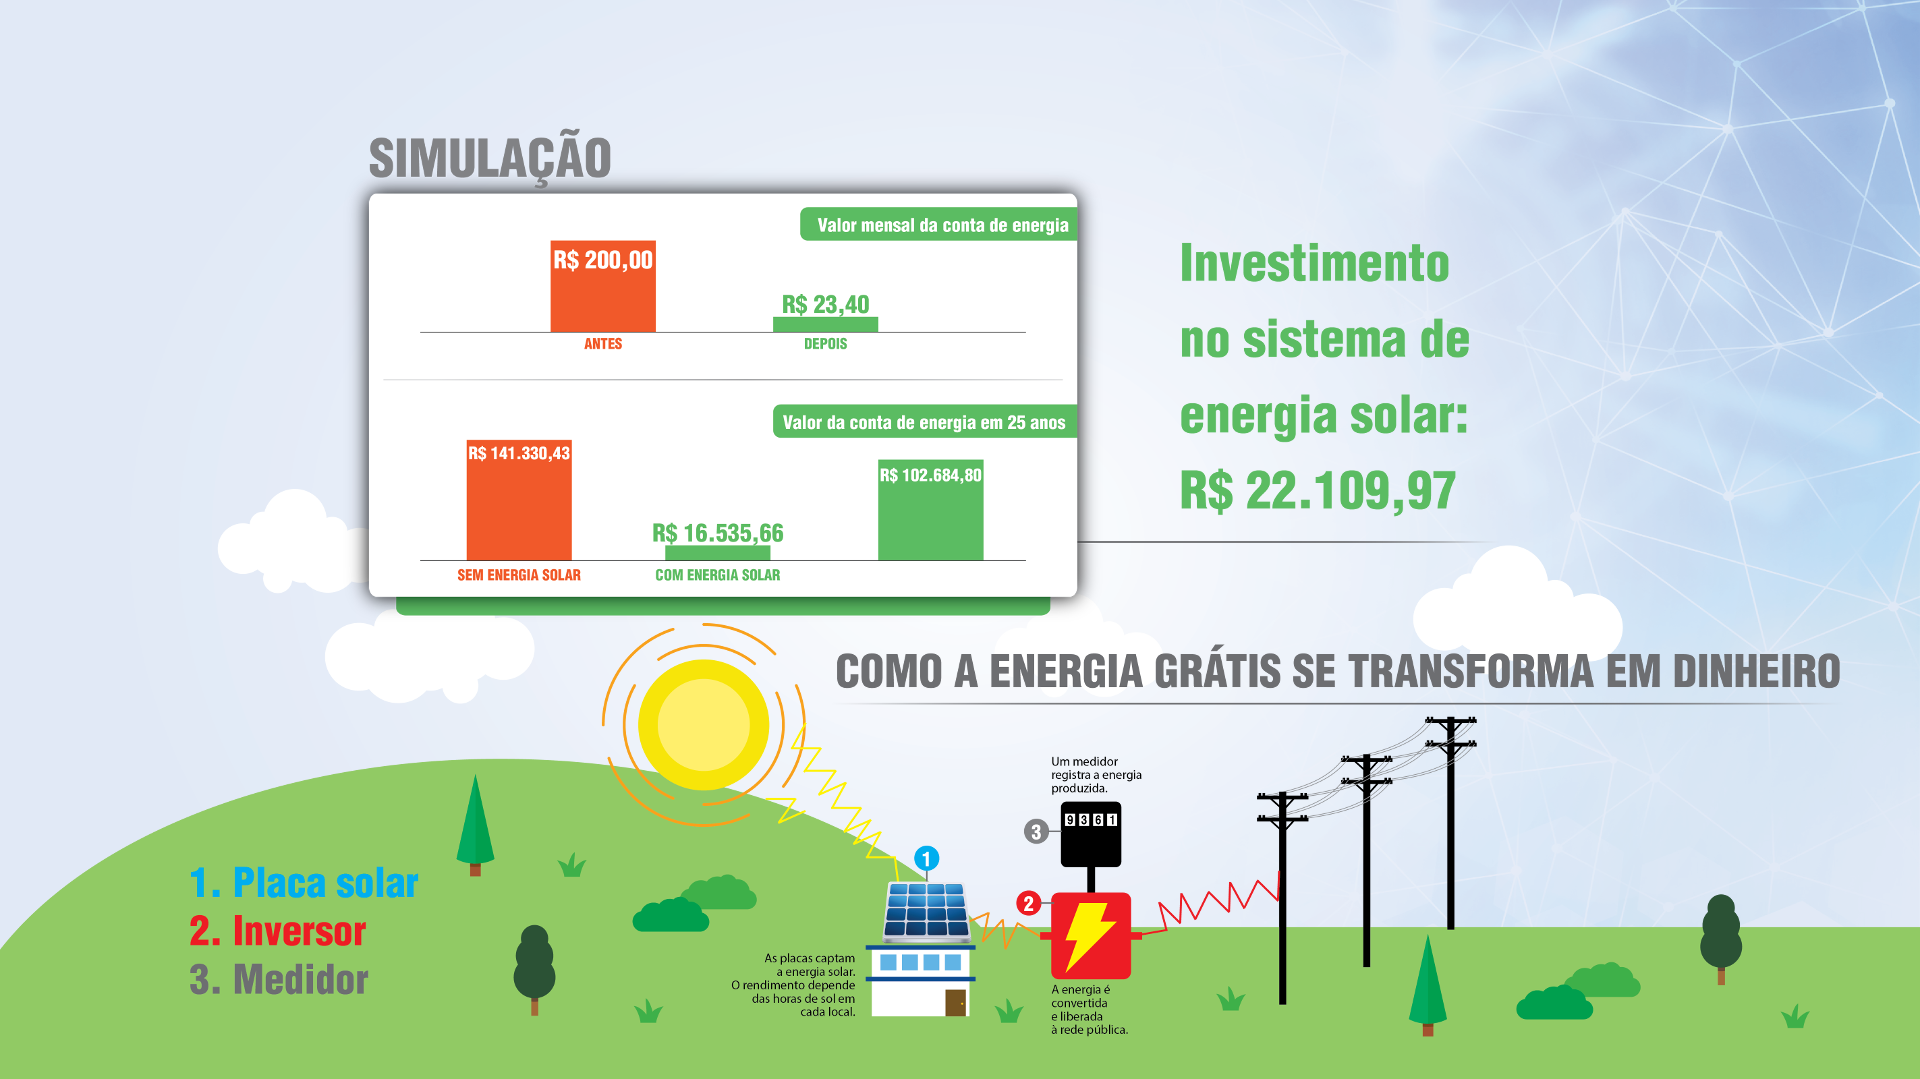 SIMULAÇÃO
Valor mensal da conta de energia
R$ 200,00
R$ 23,40
ANTES
DEPOIS
Valor da conta de energia em 25 anos
R$ 141.330,43
R$ 16.535,66
R$ 102.684,80
SEM ENERGIA SOLAR
COM ENERGIA SOLAR
Investimento
no sistema de
energia solar:
R$ 22.109,97
COMO A ENERGIA GRÁTIS SE TRANSFORMA EM DINHEIRO
1. Placa solar
2. Inversor
3. Medidor
1
As placas captam
a energia solar.
O rendimento depende
das horas de sol em
cada local.
Um medidor
registra a energia
produzida.
9361
3
2
A energia é
convertida
e liberada
à rede pública.